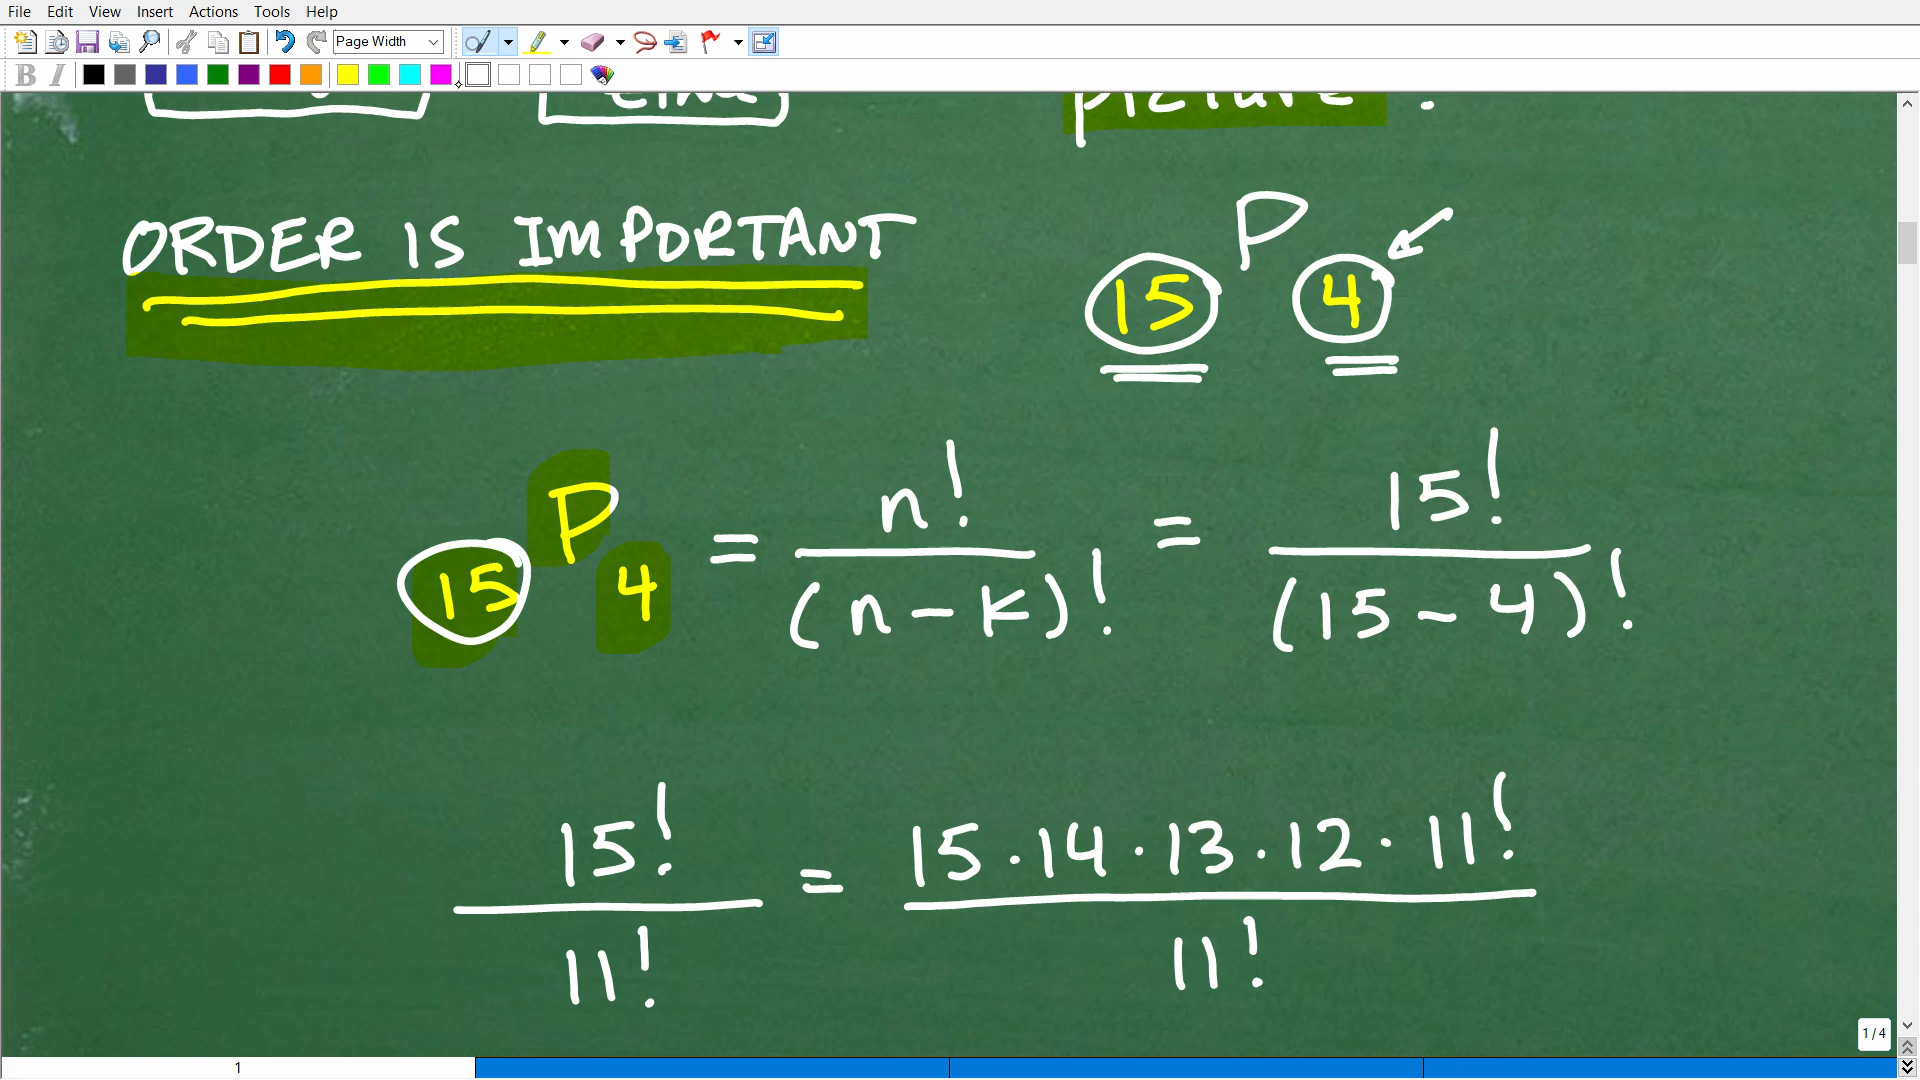 File Edit View Insert Actions Tools Help
Page Width
B I
picture.
ORDER IS IMPORTANT
15 P 4
15 P 4 = n! / (n-k)! = 15! / (15-4)!
15! / 11! = 15·14·13·12·11! / 11!
1 / 4
1